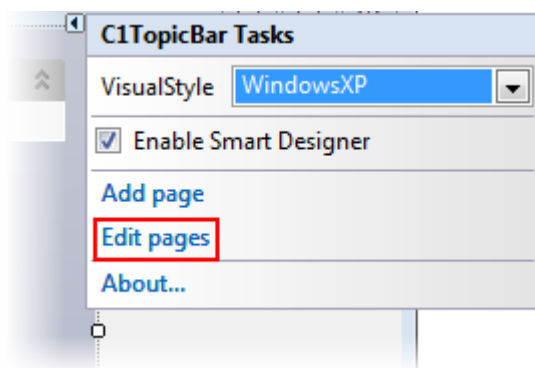 C1TopicBar Tasks
VisualStyle WindowsXP
Enable Smart Designer
Add page
Edit pages
About...